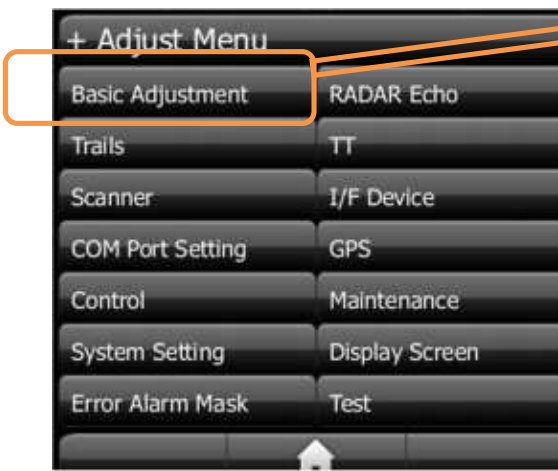 + Adjust Menu
Basic Adjustment RADAR Echo
Trails TT
Scanner I/F Device
COM Port Setting GPS
Control Maintenance
System Setting Display Screen
Error Alarm Mask Test